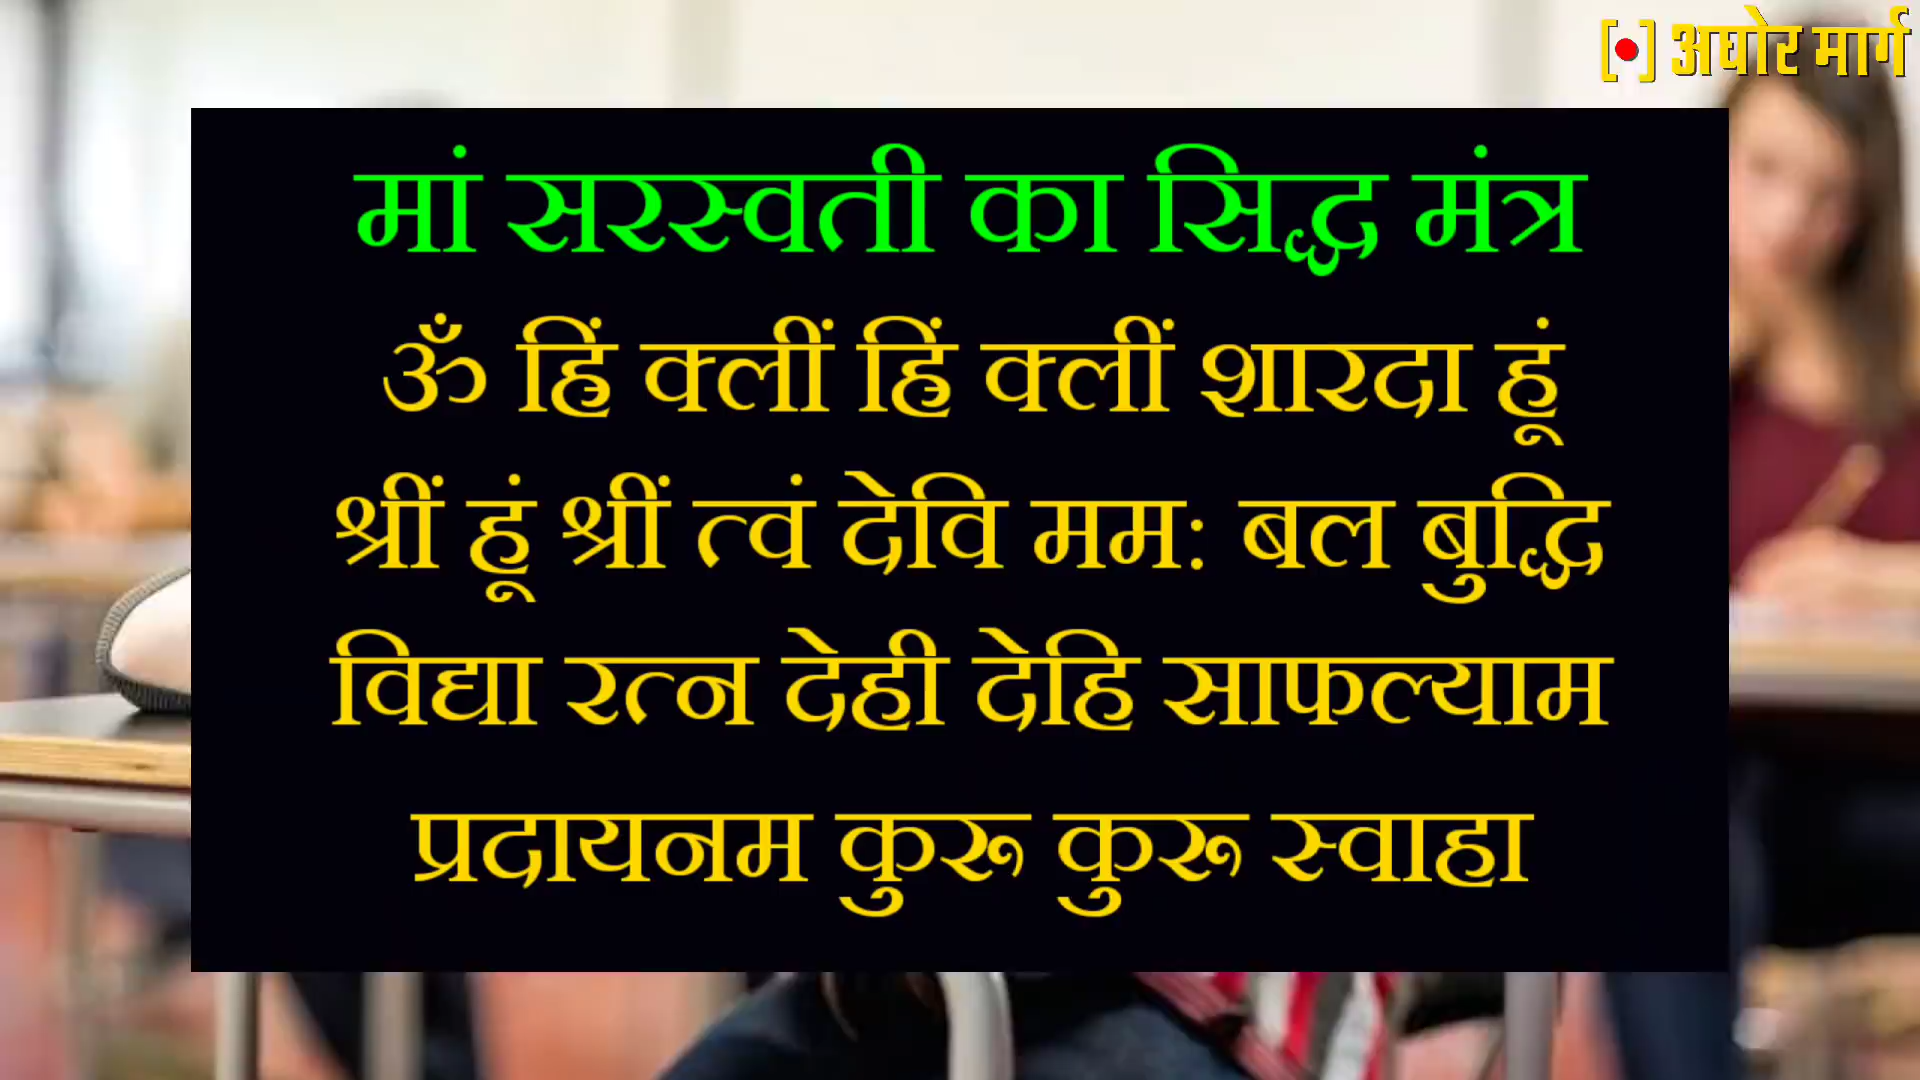 [•] अघोर मार्ग
मां सरस्वती का सिद्ध मंत्र
ॐ ह्रिं क्लीं ह्रिं क्लीं शारदा हूं
श्रीं हूं श्रीं त्वं देवि ममः बल बुद्धि
विद्या रत्न देही देहि साफल्याम
प्रदायनम कुरू कुरू स्वाहा